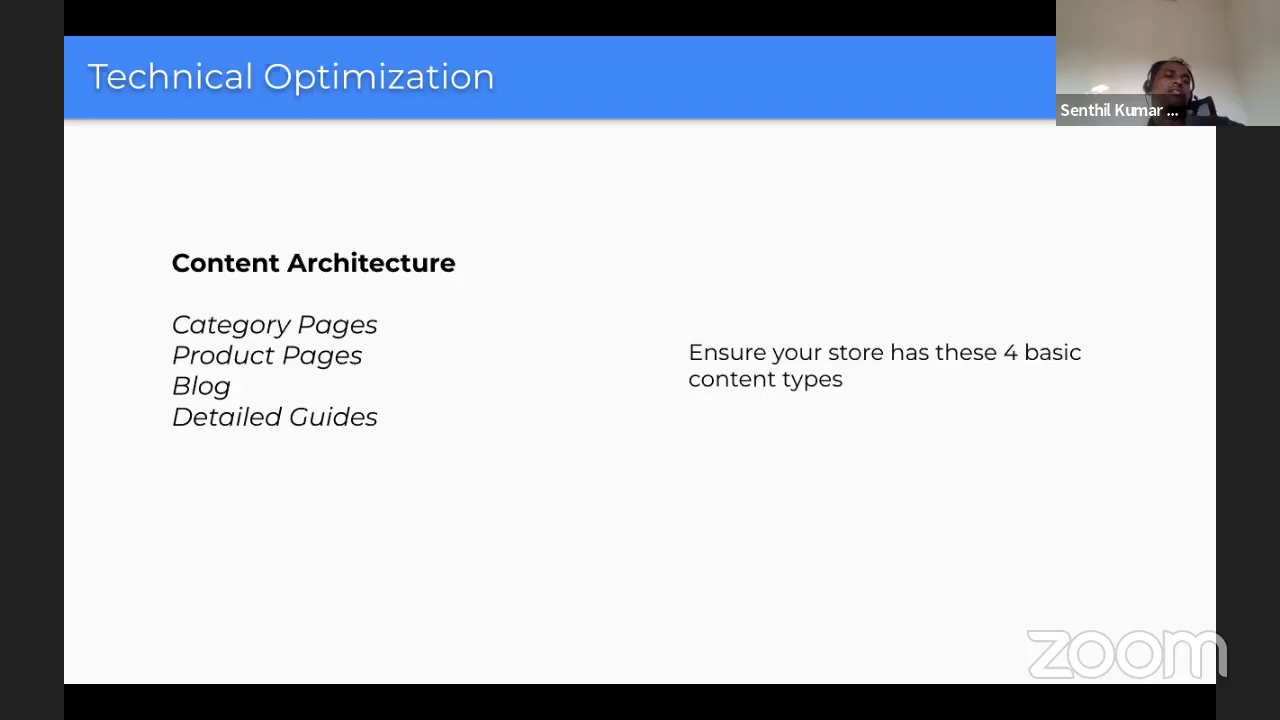 Technical Optimization
Senthil Kumar ...
Content Architecture
Category Pages
Product Pages
Blog
Detailed Guides
Ensure your store has these 4 basic
content types
zoom